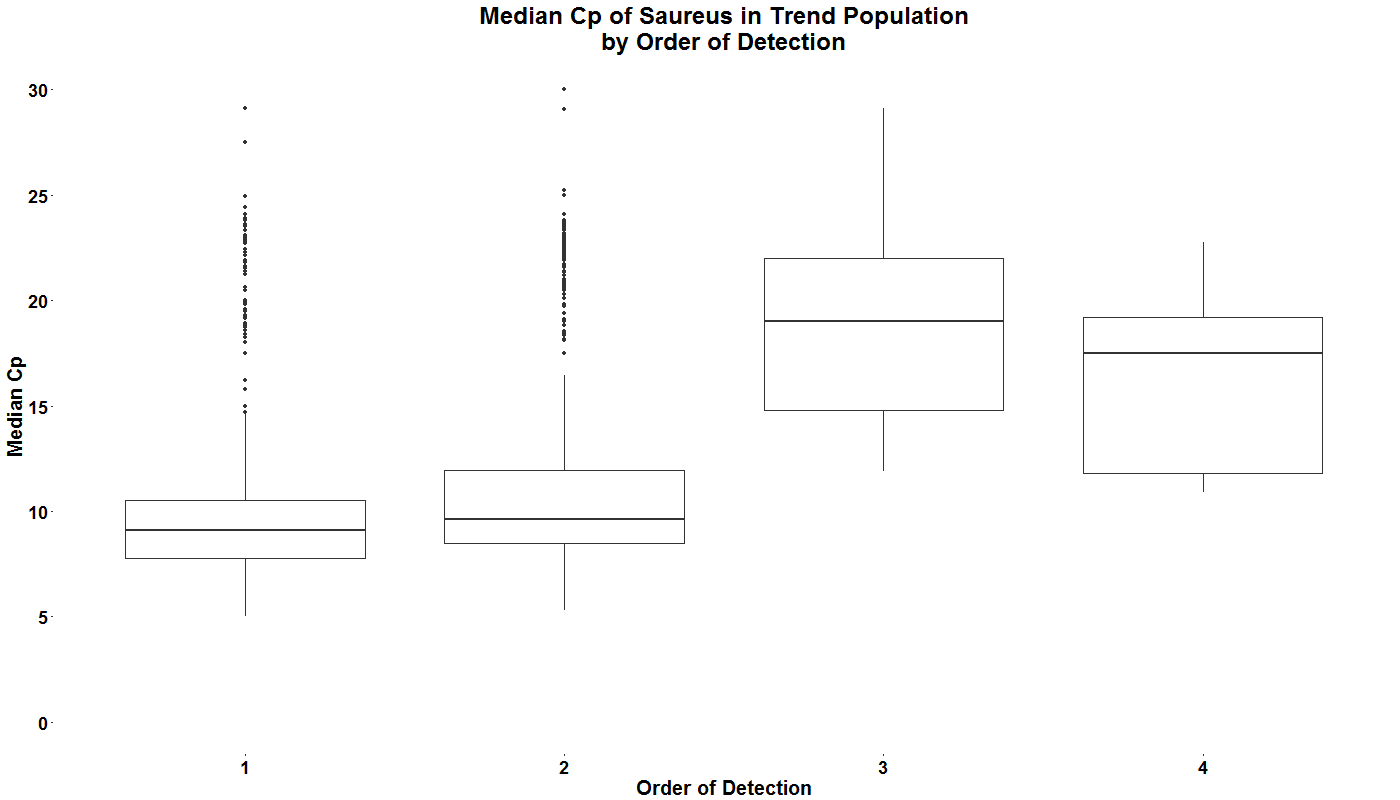 Median Cp of Saureus in Trend Population
by Order of Detection
30
25
20
15
10
5
0
Median Cp
1 2 3 4
Order of Detection